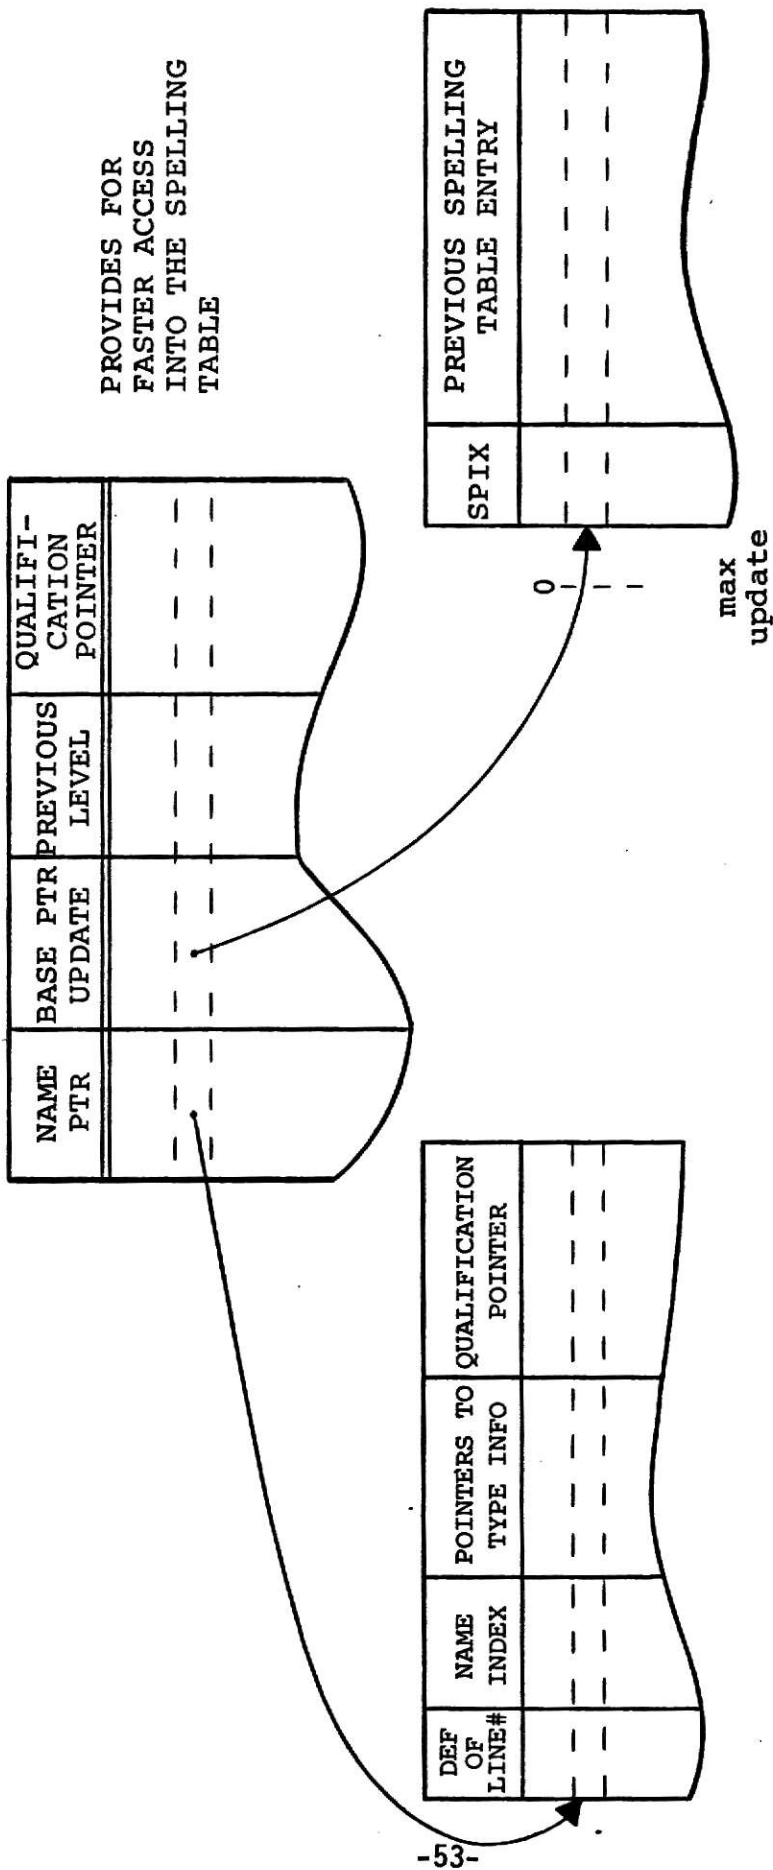 NAME
PTR
BASE PTR
UPDATE
PREVIOUS
LEVEL
QUALIFI-
CATION
POINTER
PROVIDES FOR
FASTER ACCESS
INTO THE SPELLING
TABLE
DEF
OF
LINE#
NAME
INDEX
POINTERS TO
TYPE INFO
QUALIFICATION
POINTER
SPIX
PREVIOUS SPELLING
TABLE ENTRY
0
max
update
-53-